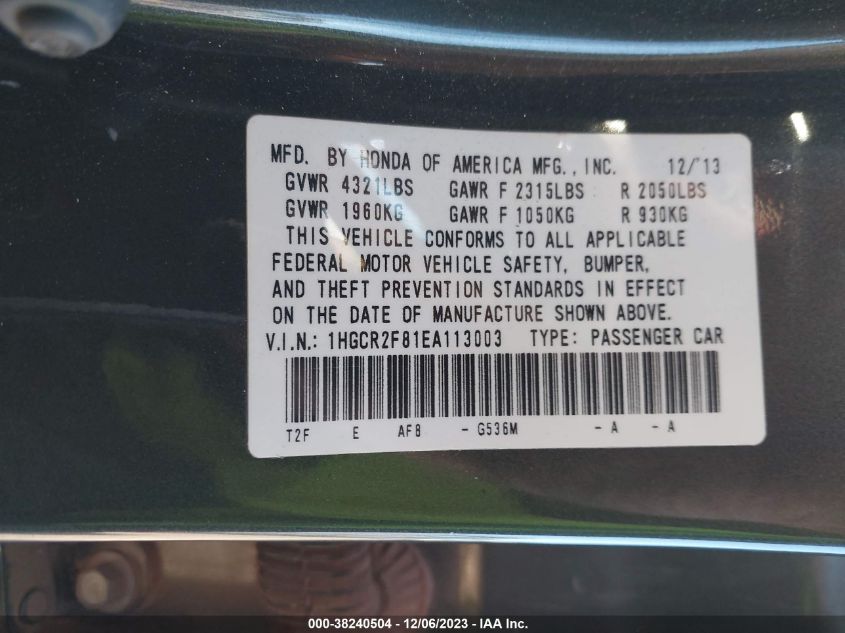 MFD. BY HONDA OF AMERICA MFG., INC. 12/'13
GVWR 4321LBS GAWR F 2315LBS R 2050LBS
GVWR 1960KG GAWR F 1050KG R 930KG
THIS VEHICLE CONFORMS TO ALL APPLICABLE
FEDERAL MOTOR VEHICLE SAFETY, BUMPER,
AND THEFT PREVENTION STANDARDS IN EFFECT
ON THE DATE OF MANUFACTURE SHOWN ABOVE.
V.I.N.: 1HGCR2F81EA113003 TYPE: PASSENGER CAR
T2F E AF8 - G536M - A - A
000-38240504 - 12/06/2023 - IAA Inc.